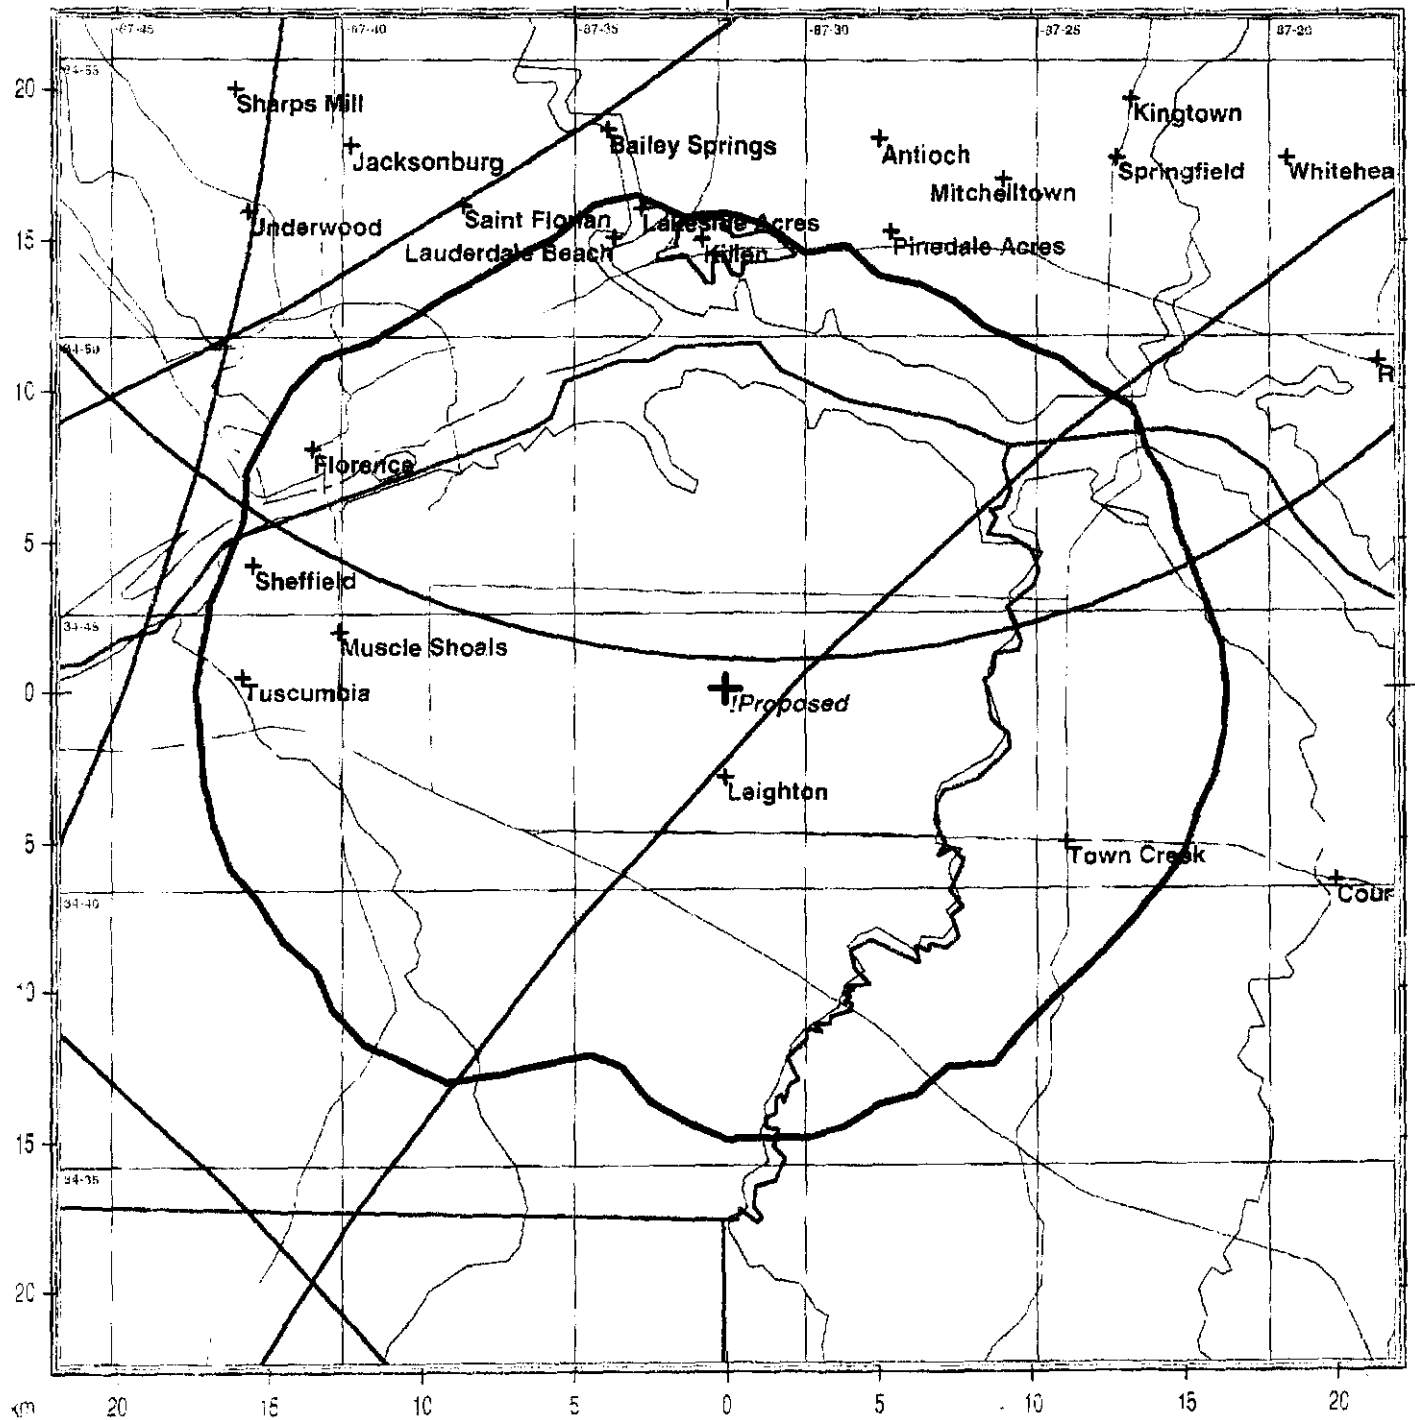 87-45 87-40 87-35 87-30 87-25 87-20
20
Sharps Mill
Kingtown
Bailey Springs
Jacksonburg
Antioch
Springfield
Whitehea
Mitchelltown
Underwood
Saint Florian
Lakeside Acres
15
Lauderdale Beach
Killen
Pinedale Acres
34-50
R
10
Florence
5
Sheffield
34-45
Muscle Shoals
0
Tuscumbia
!Proposed
Leighton
5
Town Creek
Cour
34-40
10
15
34-35
20
km 20 15 10 5 0 5 10 15 20